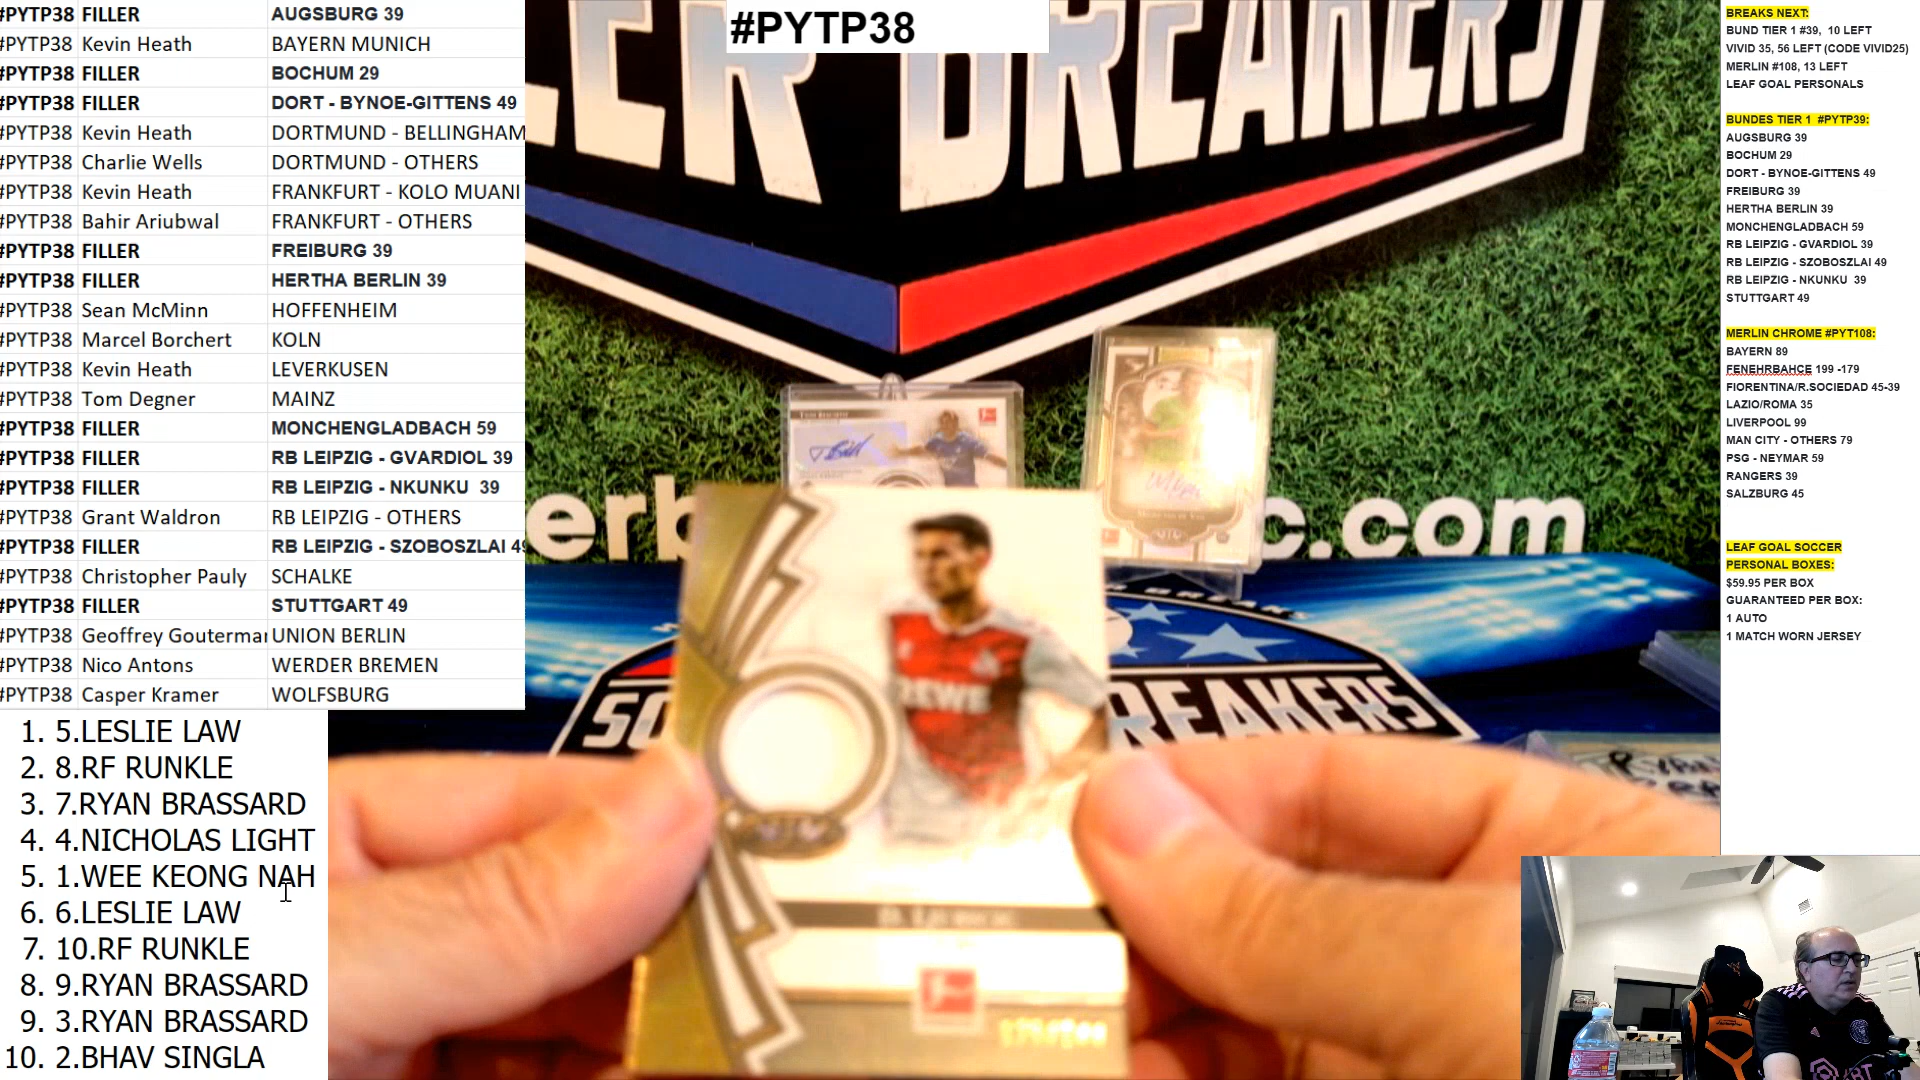 #PYTP38
#PYTP38 FILLER AUGSBURG 39
#PYTP38 Kevin Heath BAYERN MUNICH
#PYTP38 FILLER BOCHUM 29
#PYTP38 FILLER DORT - BYNOE-GITTENS 49
#PYTP38 Kevin Heath DORTMUND - BELLINGHAM
#PYTP38 Charlie Wells DORTMUND - OTHERS
#PYTP38 Kevin Heath FRANKFURT - KOLO MUANI
#PYTP38 Bahir Ariubwal FRANKFURT - OTHERS
#PYTP38 FILLER FREIBURG 39
#PYTP38 FILLER HERTHA BERLIN 39
#PYTP38 Sean McMinn HOFFENHEIM
#PYTP38 Marcel Borchert KOLN
#PYTP38 Kevin Heath LEVERKUSEN
#PYTP38 Tom Degner MAINZ
#PYTP38 FILLER MONCHENGLADBACH 59
#PYTP38 FILLER RB LEIPZIG - GVARDIOL 39
#PYTP38 FILLER RB LEIPZIG - NKUNKU 39
#PYTP38 Grant Waldron RB LEIPZIG - OTHERS
#PYTP38 FILLER RB LEIPZIG - SZOBOSZLAI 49
#PYTP38 Christopher Pauly SCHALKE
#PYTP38 FILLER STUTTGART 49
#PYTP38 Geoffrey Gouterman UNION BERLIN
#PYTP38 Nico Antons WERDER BREMEN
#PYTP38 Casper Kramer WOLFSBURG
1. 5.LESLIE LAW
2. 8.RF RUNKLE
3. 7.RYAN BRASSARD
4. 4.NICHOLAS LIGHT
5. 1.WEE KEONG NAH
6. 6.LESLIE LAW
7. 10.RF RUNKLE
8. 9.RYAN BRASSARD
9. 3.RYAN BRASSARD
10. 2.BHAV SINGLA
BREAKERS
c.com
BREAKERS
REWE
BREAKS NEXT:
BUND TIER 1 #39, 10 LEFT
VIVID 35, 56 LEFT (CODE VIVID25)
MERLIN #108, 13 LEFT
LEAF GOAL PERSONALS
BUNDES TIER 1 #PYTP39:
AUGSBURG 39
BOCHUM 29
DORT - BYNOE-GITTENS 49
FREIBURG 39
HERTHA BERLIN 39
MONCHENGLADBACH 59
RB LEIPZIG - GVARDIOL 39
RB LEIPZIG - SZOBOSZLAI 49
RB LEIPZIG - NKUNKU 39
STUTTGART 49
MERLIN CHROME #PYT108:
BAYERN 89
FENEHRBAHCE 199 -179
FIORENTINA/R.SOCIEDAD 45-39
LAZIO/ROMA 35
LIVERPOOL 99
MAN CITY - OTHERS 79
PSG - NEYMAR 59
RANGERS 39
SALZBURG 45
LEAF GOAL SOCCER
PERSONAL BOXES:
$59.95 PER BOX
GUARANTEED PER BOX:
1 AUTO
1 MATCH WORN JERSEY